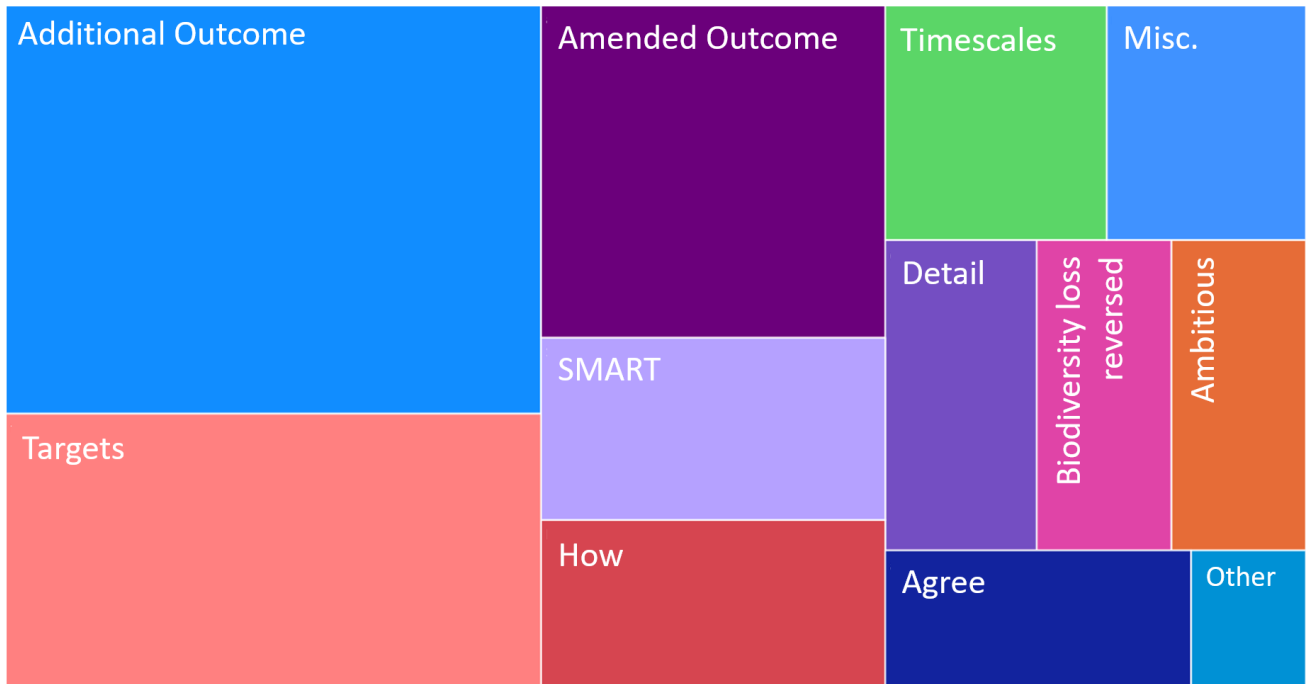 Additional Outcome
Targets
Amended Outcome
SMART
How
Timescales
Misc.
Detail
Biodiversity loss
reversed
Ambitious
Agree
Other